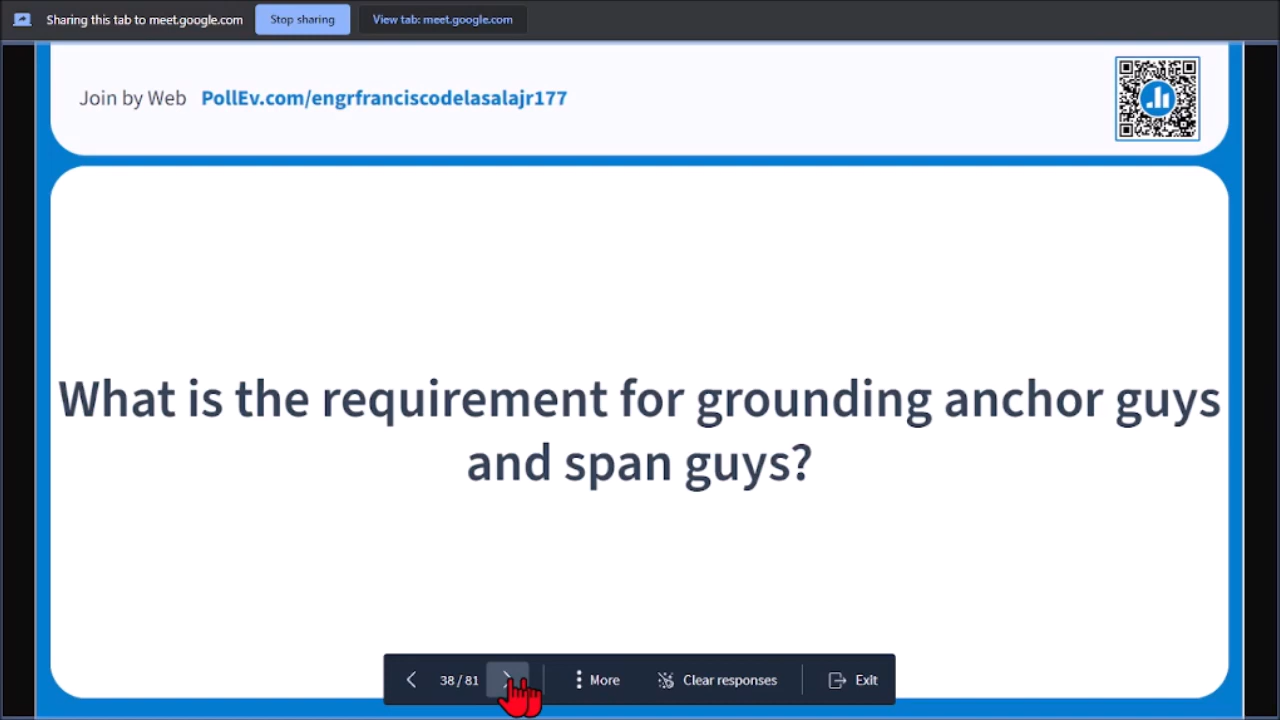 Sharing this tab to meet.google.com Stop sharing View tab: meet.google.com
Join by Web PollEv.com/engrfranciscodelasalajr177
What is the requirement for grounding anchor guys
and span guys?
38 / 81 More Clear responses Exit